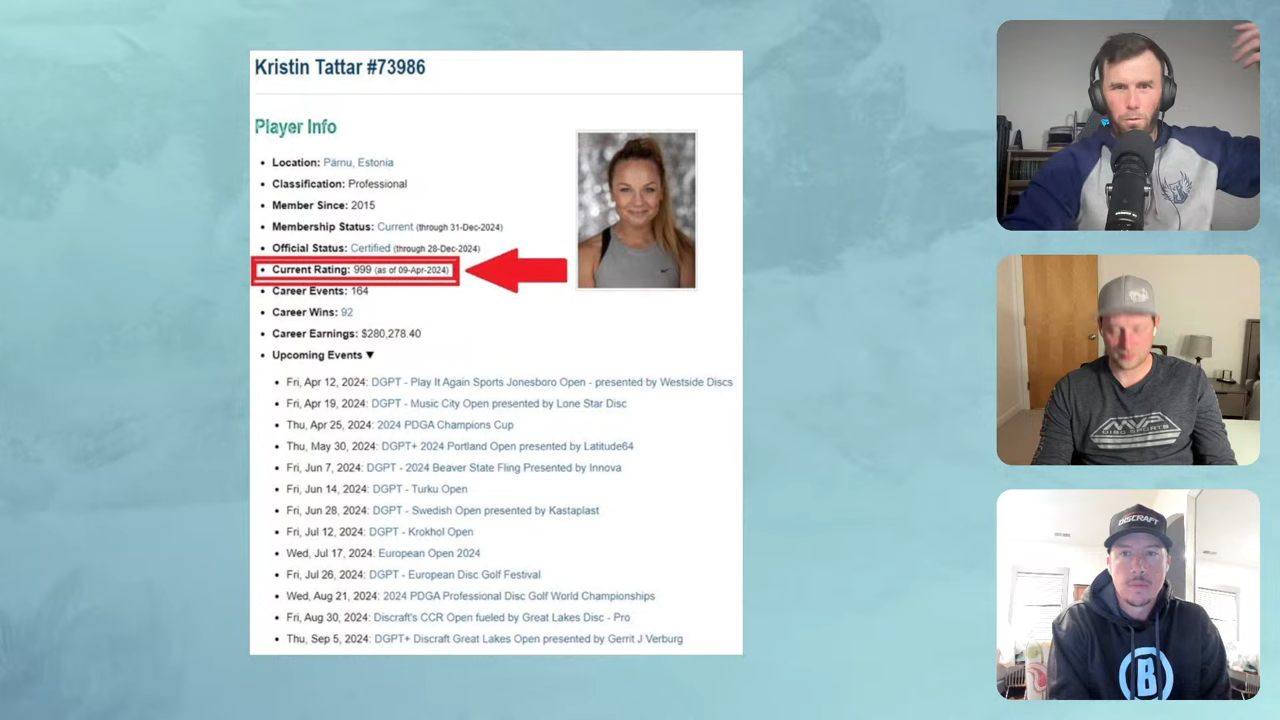 Kristin Tattar #73986
Player Info
• Location: Pärnu, Estonia
• Classification: Professional
• Member Since: 2015
• Membership Status: Current (through 31-Dec-2024)
• Official Status: Certified (through 28-Dec-2024)
• Current Rating: 999 (as of 09-Apr-2024)
• Career Events: 164
• Career Wins: 92
• Career Earnings: $280,278.40
• Upcoming Events ▼
• Fri, Apr 12, 2024: DGPT - Play It Again Sports Jonesboro Open - presented by Westside Discs
• Fri, Apr 19, 2024: DGPT - Music City Open presented by Lone Star Disc
• Thu, Apr 25, 2024: 2024 PDGA Champions Cup
• Thu, May 30, 2024: DGPT+ 2024 Portland Open presented by Latitude64
• Fri, Jun 7, 2024: DGPT - 2024 Beaver State Fling Presented by Innova
• Fri, Jun 14, 2024: DGPT - Turku Open
• Fri, Jun 28, 2024: DGPT - Swedish Open presented by Kastaplast
• Fri, Jul 12, 2024: DGPT - Krokhol Open
• Wed, Jul 17, 2024: European Open 2024
• Fri, Jul 26, 2024: DGPT - European Disc Golf Festival
• Wed, Aug 21, 2024: 2024 PDGA Professional Disc Golf World Championships
• Fri, Aug 30, 2024: Discraft's CCR Open fueled by Great Lakes Disc - Pro
• Thu, Sep 5, 2024: DGPT+ Discraft Great Lakes Open presented by Gerrit J Verburg
MVP
DISC SPORTS
DISCRAFT
B